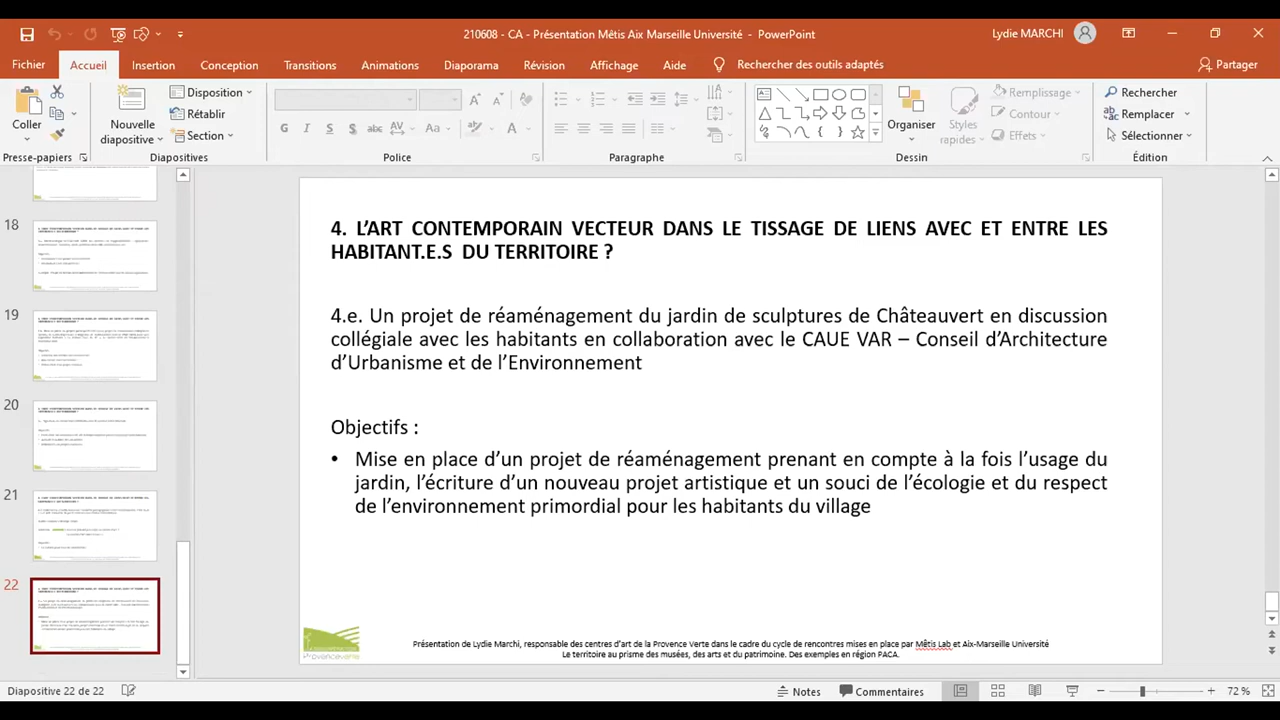 210608 - CA - Présentation Mêtis Aix Marseille Université - PowerPoint
Lydie MARCHI
Fichier Accueil Insertion Conception Transitions Animations Diaporama Révision Affichage Aide Rechercher des outils adaptés Partager
Coller
Nouvelle diapositive
Disposition
Rétablir
Section
G I S S abc AV Aa A
Organiser
Styles rapides
Remplissage
Contour
Effets
Rechercher
Remplacer
Sélectionner
Presse-papiers Diapositives Police Paragraphe Dessin Édition
18
19
20
21
22
4. L’ART CONTEMPORAIN VECTEUR DANS LE TISSAGE DE LIENS AVEC ET ENTRE LES
HABITANT.E.S DU TERRITOIRE ?
4.e. Un projet de réaménagement du jardin de sculptures de Châteauvert en discussion
collégiale avec les habitants en collaboration avec le CAUE VAR – Conseil d’Architecture
d’Urbanisme et de l’Environnement
Objectifs :
• Mise en place d’un projet de réaménagement prenant en compte à la fois l’usage du
jardin, l’écriture d’un nouveau projet artistique et un souci de l’écologie et du respect
de l’environnement primordial pour les habitants du village
Provence verte
Présentation de Lydie Marchi, responsable des centres d’art de la Provence Verte dans le cadre du cycle de rencontres mises en place par Mêtis Lab et Aix-Marseille Université
Le territoire au prisme des musées, des arts et du patrimoine. Des exemples en région PACA.
Diapositive 22 de 22
Notes Commentaires 72 %